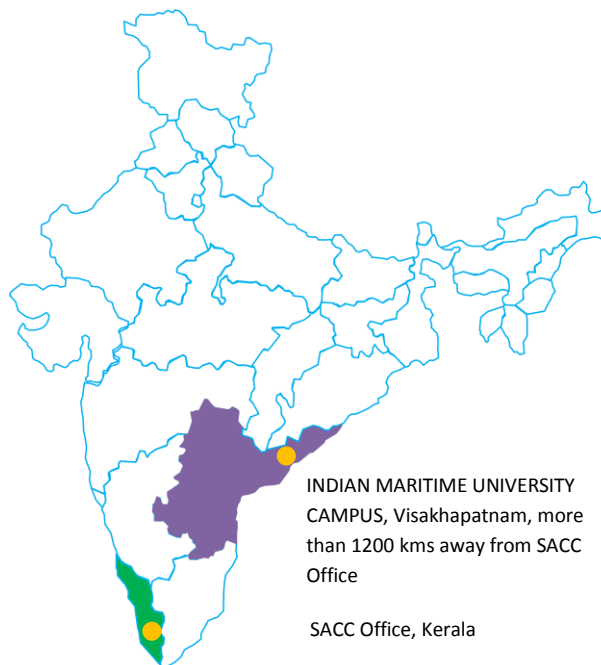 INDIAN MARITIME UNIVERSITY
CAMPUS, Visakhapatnam, more
than 1200 kms away from SACC
Office
SACC Office, Kerala